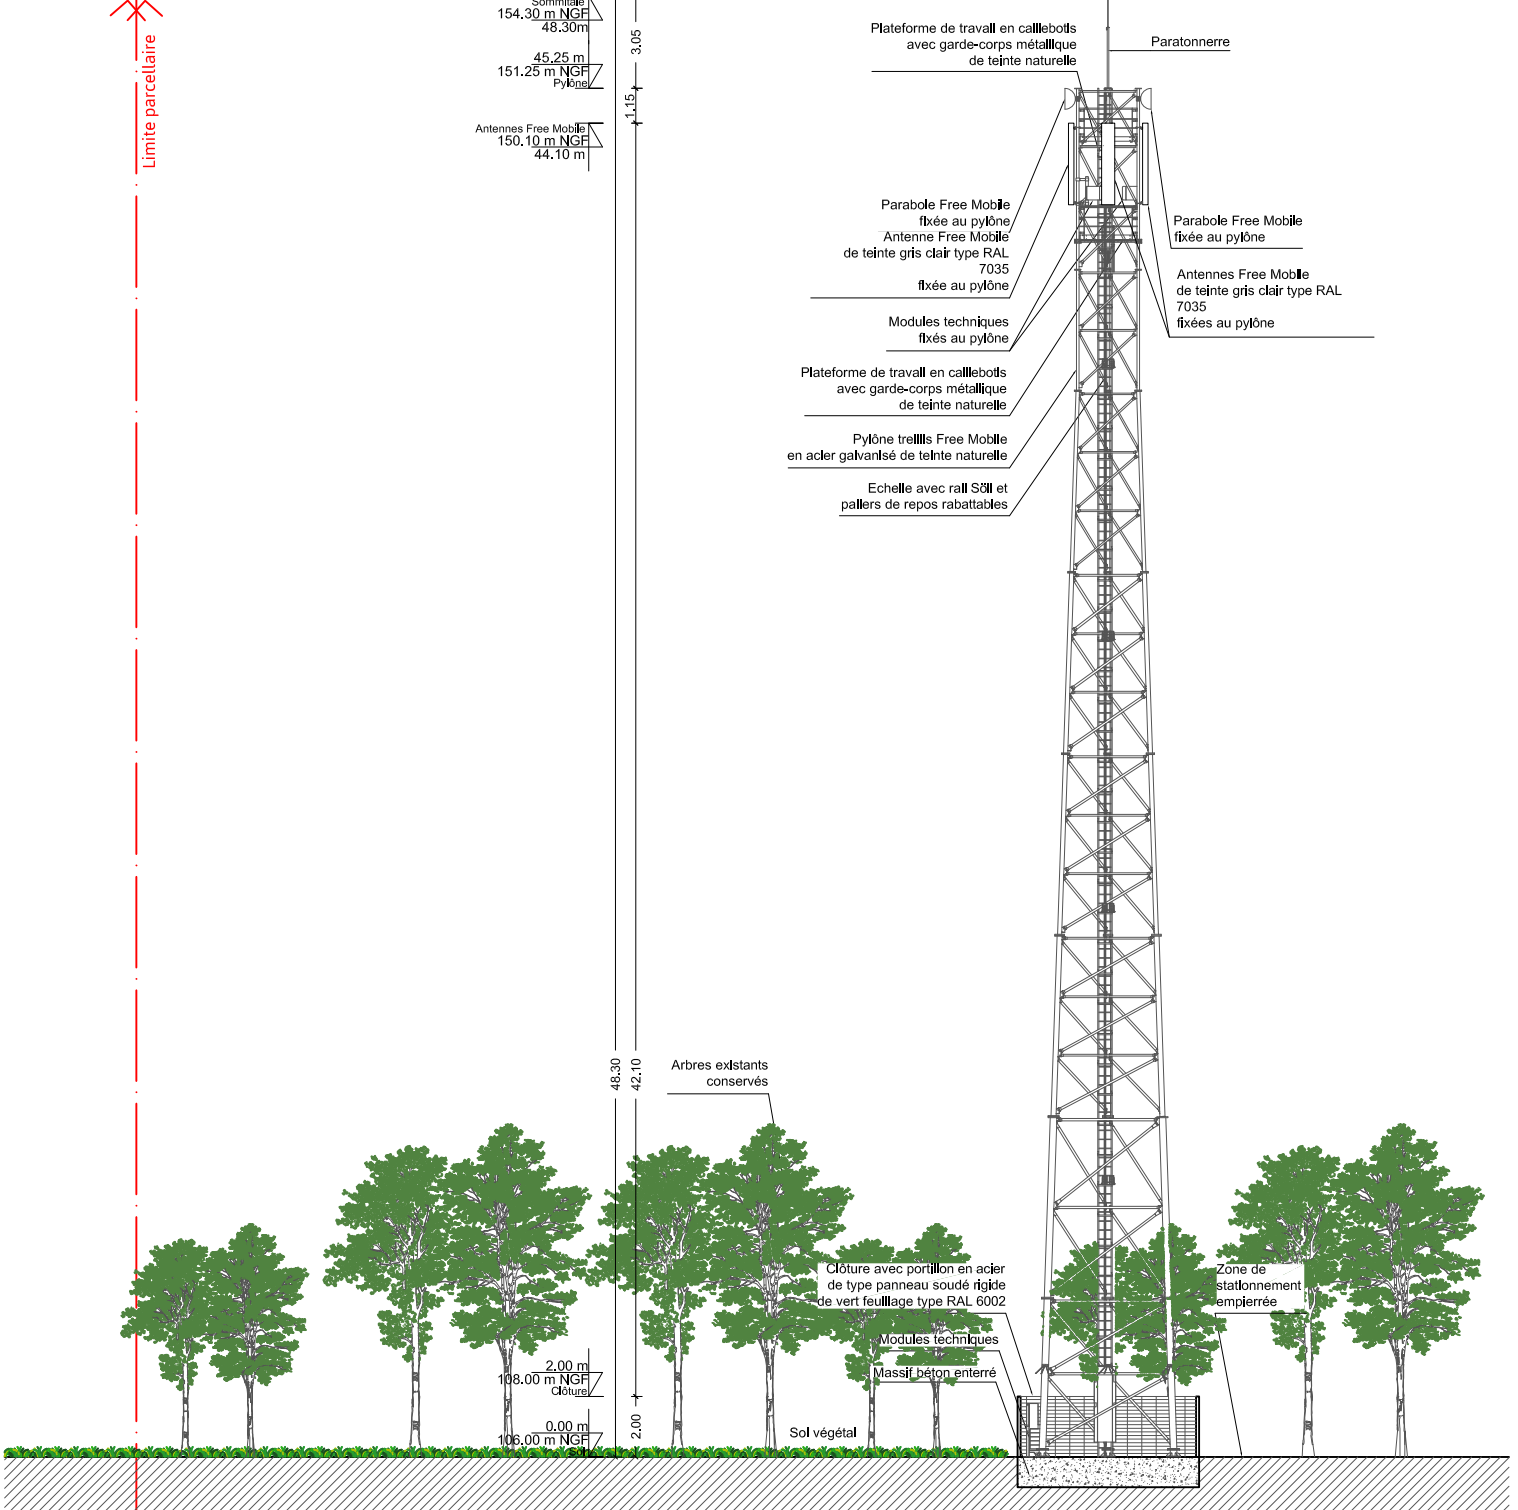 Sommitale
154.30 m NGF
48.30m
45.25 m
151.25 m NGF
Pylône
3.05
1.15
Antennes Free Mobile
150.10 m NGF
44.10 m
Limite parcellaire
Plateforme de travail en caillebotis
avec garde-corps métallique
de teinte naturelle
Paratonnerre
Parabole Free Mobile
fixée au pylône
Antenne Free Mobile
de teinte gris clair type RAL
7035
fixée au pylône
Parabole Free Mobile
fixée au pylône
Antennes Free Mobile
de teinte gris clair type RAL
7035
fixées au pylône
Modules techniques
fixés au pylône
Plateforme de travail en caillebotis
avec garde-corps métallique
de teinte naturelle
Pylône treillis Free Mobile
en acier galvanisé de teinte naturelle
Echelle avec rail Söll et
paliers de repos rabattables
48.30
42.10
Arbres existants
conservés
Clôture avec portillon en acier
de type panneau soudé rigide
de vert feuillage type RAL 6002
Zone de
stationnement
empierrée
Modules techniques
Massif béton enterré
2.00 m
108.00 m NGF
Clôture
0.00 m
106.00 m NGF
Sol
2.00
Sol végétal